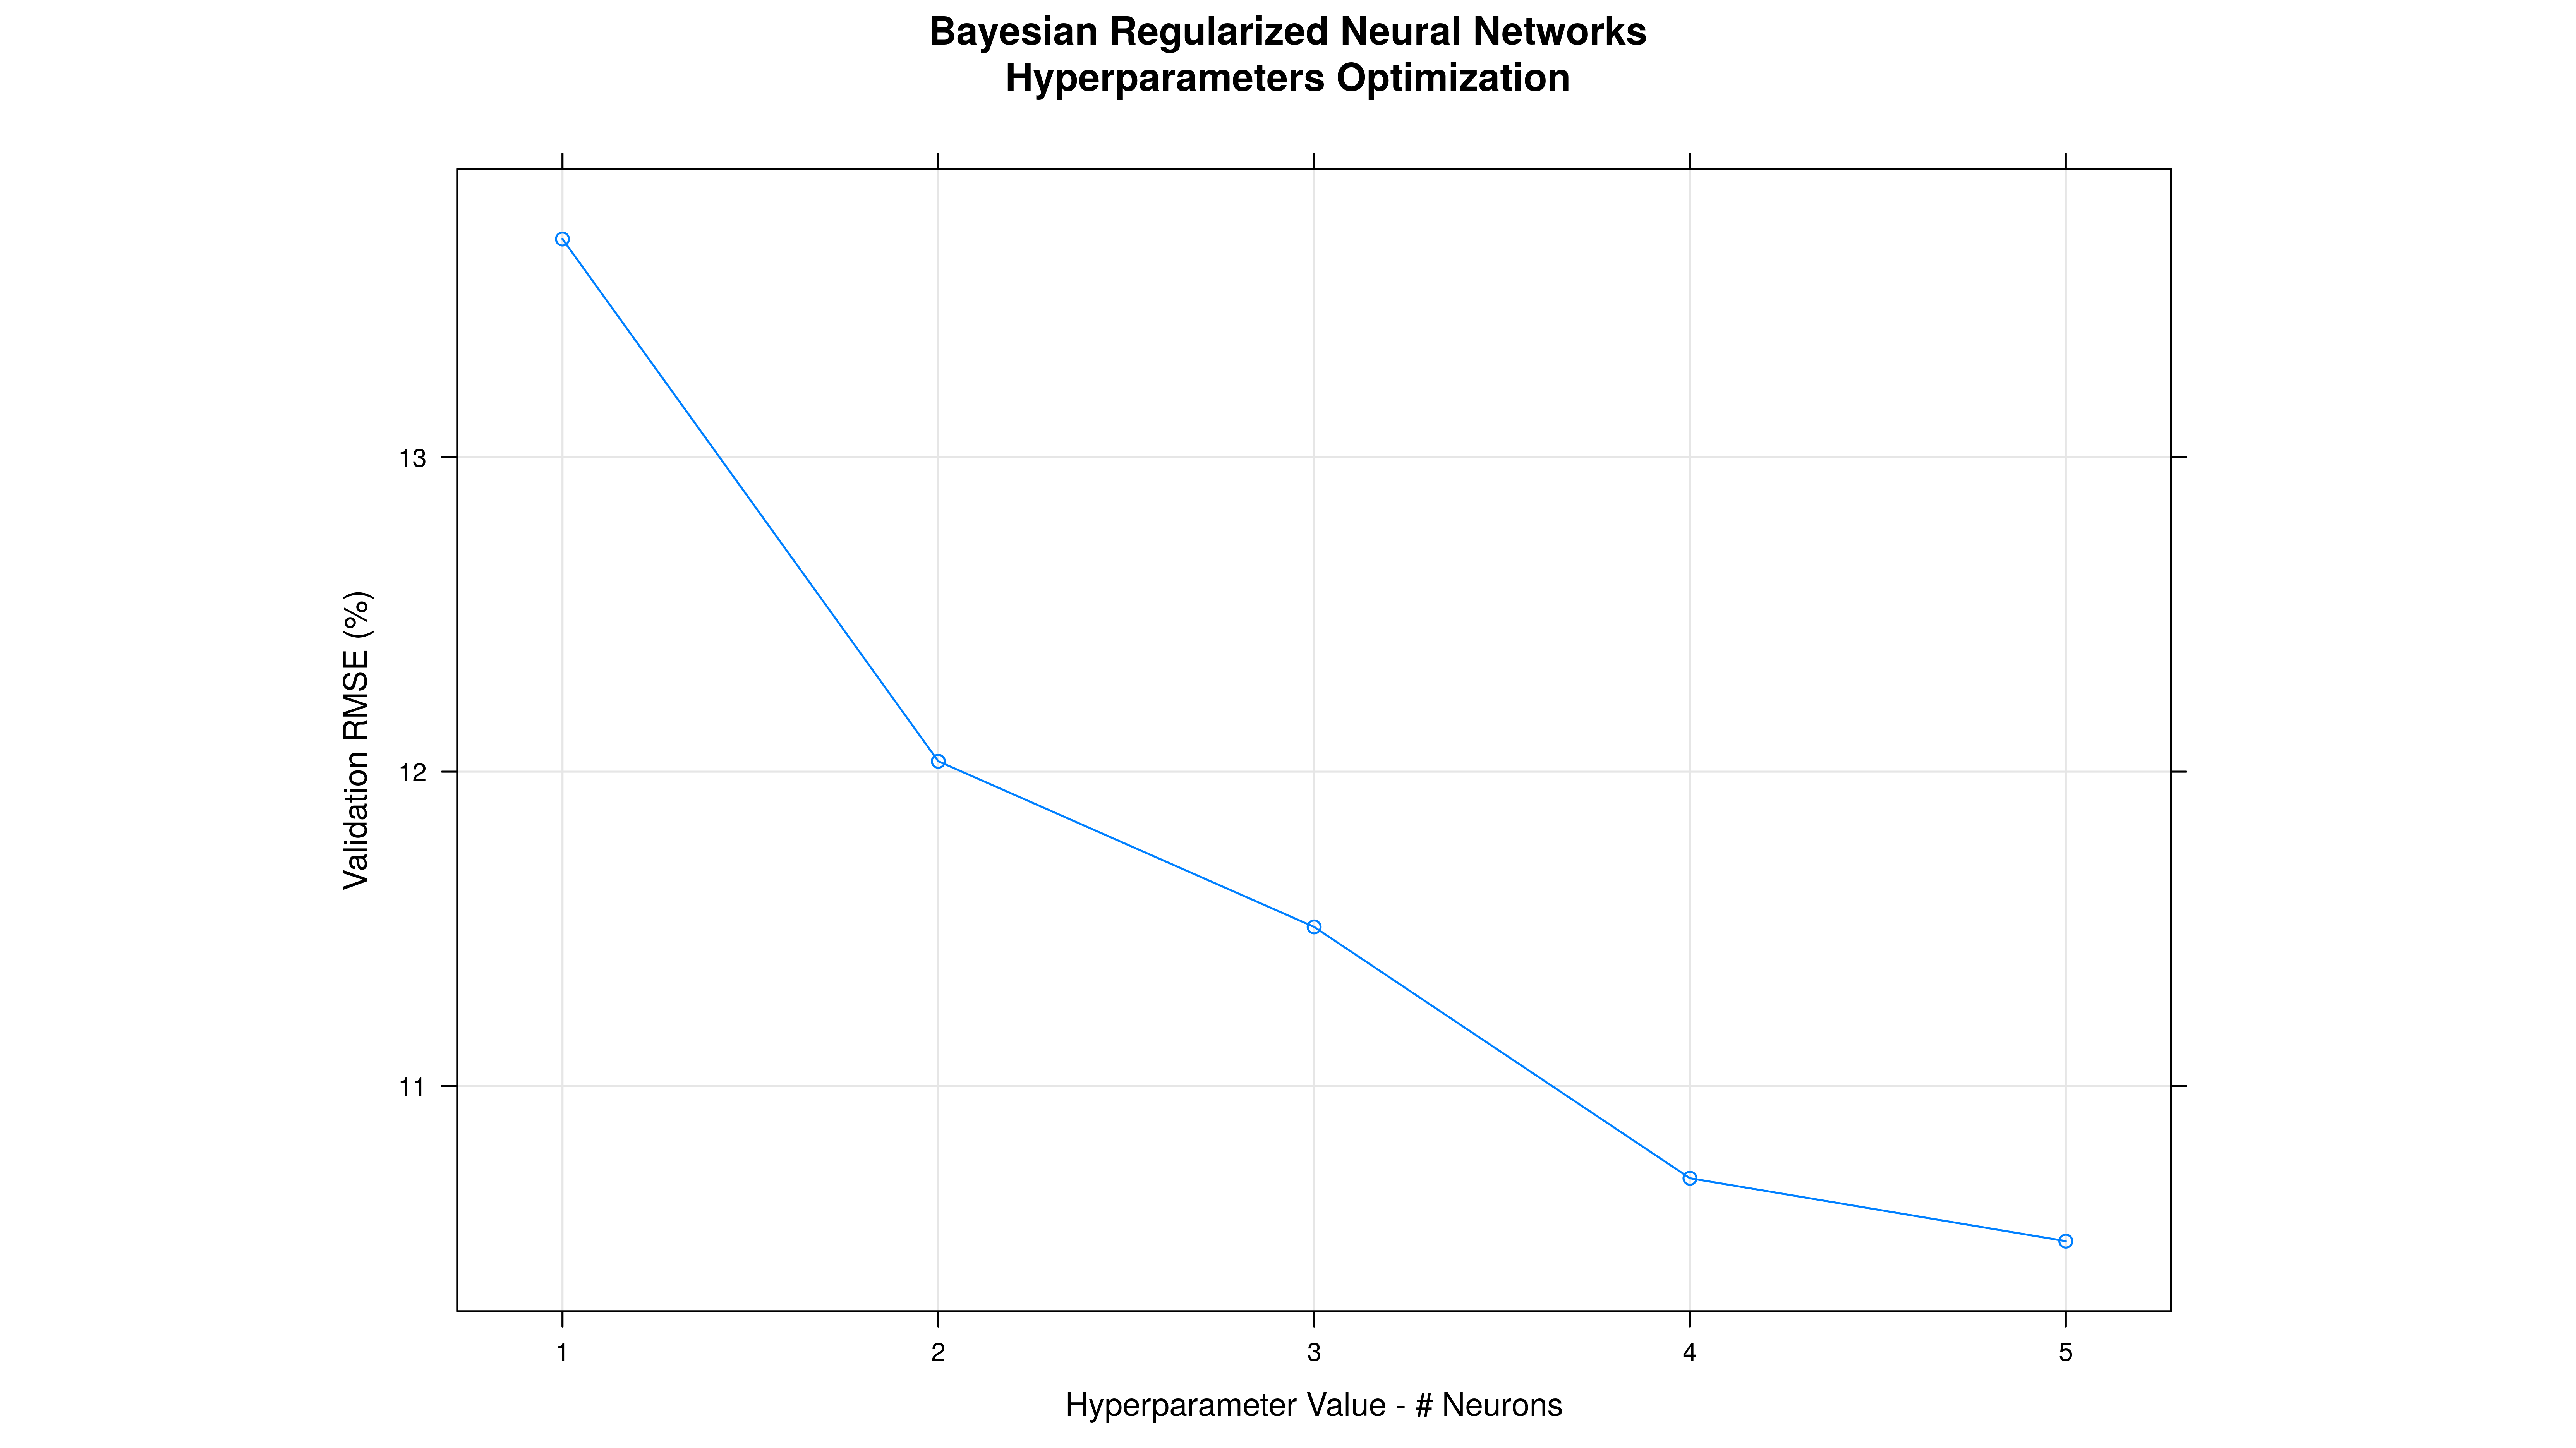 Bayesian Regularized Neural Networks
Hyperparameters Optimization
13
12
11
Validation RMSE (%)
1 2 3 4 5
Hyperparameter Value - # Neurons